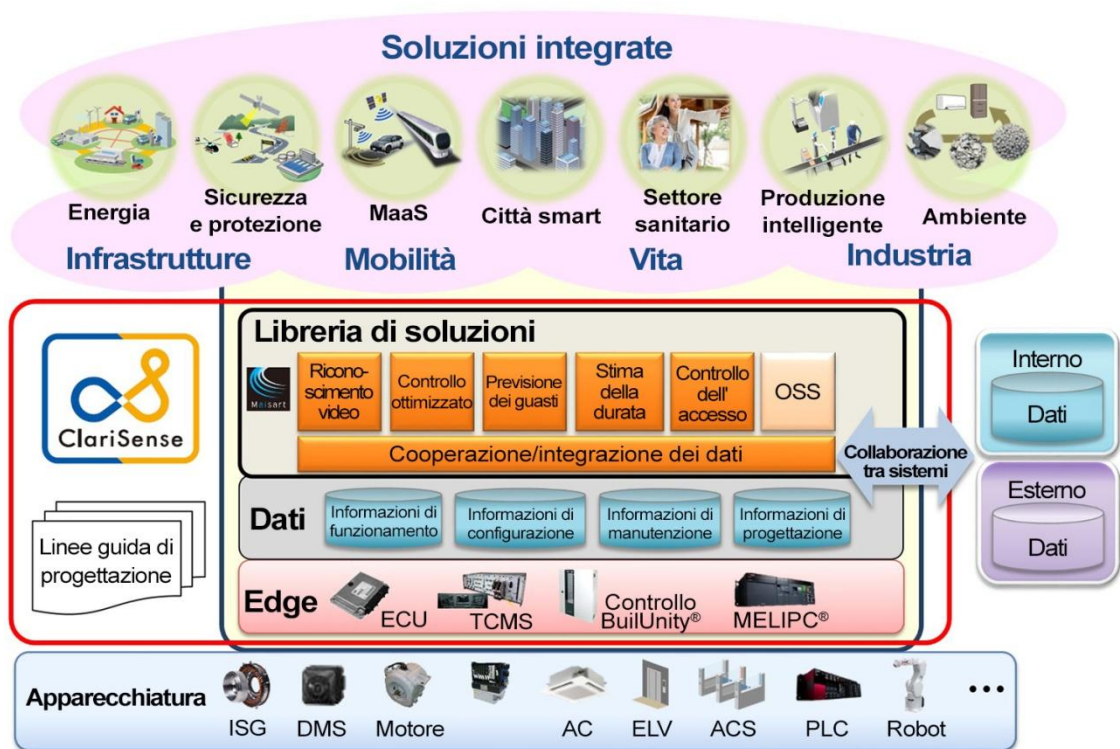 Soluzioni integrate
Energia
Sicurezza
e protezione
MaaS
Città smart
Settore
sanitario
Produzione
intelligente
Ambiente
Infrastrutture
Mobilità
Vita
Industria
ClariSense
Linee guida di
progettazione
Libreria di soluzioni
Maisart
Ricono-
scimento
video
Controllo
ottimizzato
Previsione
dei guasti
Stima
della
durata
Controllo
dell'
accesso
OSS
Cooperazione/integrazione dei dati
Collaborazione
tra sistemi
Interno
Dati
Esterno
Dati
Dati
Informazioni di
funzionamento
Informazioni di
configurazione
Informazioni di
manutenzione
Informazioni di
progettazione
Edge
ECU
TCMS
Controllo
BuilUnity®
MELIPC®
Apparecchiatura
ISG
DMS
Motore
AC
ELV
ACS
PLC
Robot
•••